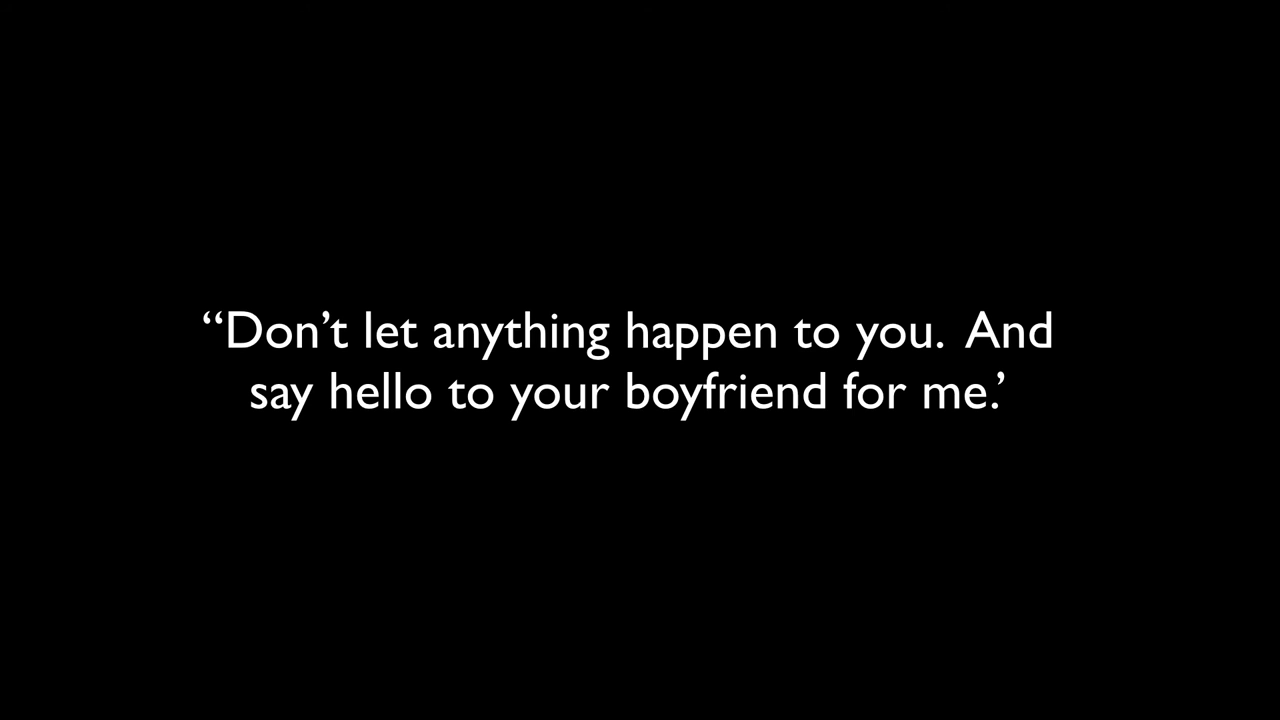 “Don’t let anything happen to you.  And
say hello to your boyfriend for me.’